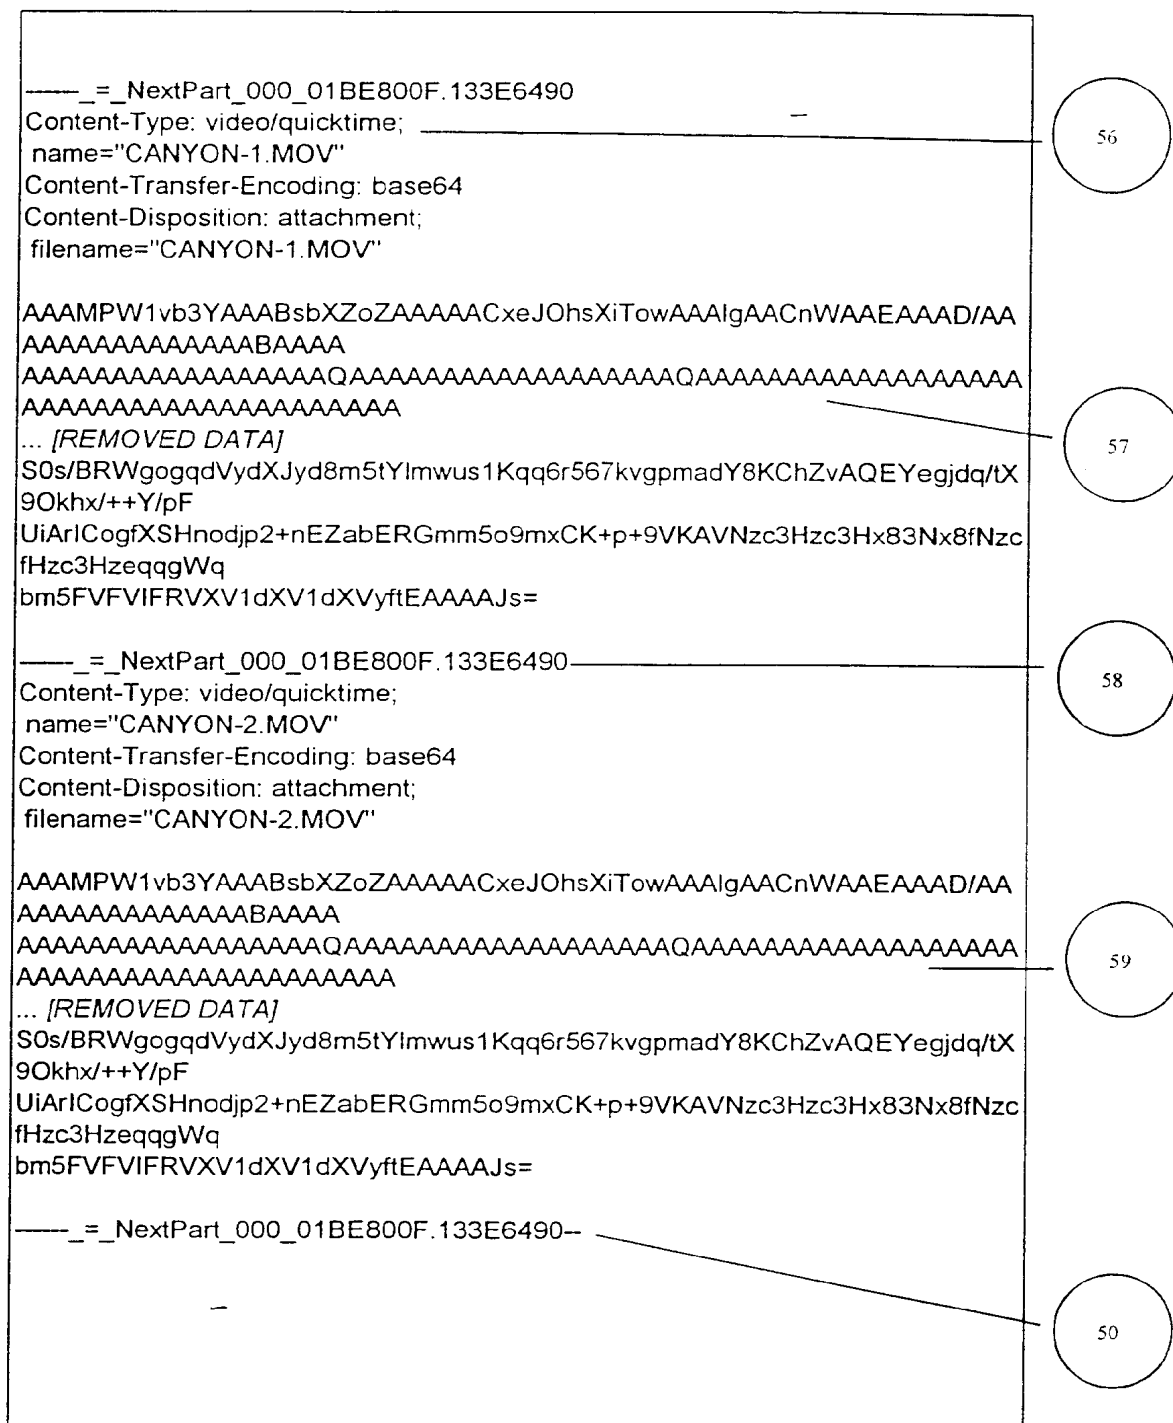 ------_=_NextPart_000_01BE800F.133E6490
Content-Type: video/quicktime;
name="CANYON-1.MOV"
Content-Transfer-Encoding: base64
Content-Disposition: attachment;
filename="CANYON-1.MOV"
56
AAAMPW1vb3YAAABsbXZoZAAAAACxeJOhsXiTowAAAlgAACnWAAEAAAD/AA
AAAAAAAAAAAAABAAAA
AAAAAAAAAAAAAAAAAQAAAAAAAAAAAAAAAAAAQAAAAAAAAAAAAAAAAAA
AAAAAAAAAAAAAAAAAAAAA
57
... [REMOVED DATA]
S0s/BRWgogqdVydXJyd8m5tYlmwus1Kqq6r567kvgpmadY8KChZvAQEYegjdq/tX
9Okhx/++Y/pF
UiArlCogfXSHnodjp2+nEZabERGmm5o9mxCK+p+9VKAVNzc3Hzc3Hx83Nx8fNzc
fHzc3HzeqqgWq
bm5FVFVIFRVXV1dXV1dXVyftEAAAAJs=
------_=_NextPart_000_01BE800F.133E6490
58
Content-Type: video/quicktime;
name="CANYON-2.MOV"
Content-Transfer-Encoding: base64
Content-Disposition: attachment;
filename="CANYON-2.MOV"
AAAMPW1vb3YAAABsbXZoZAAAAACxeJOhsXiTowAAAlgAACnWAAEAAAD/AA
AAAAAAAAAAAAABAAAA
AAAAAAAAAAAAAAAAAQAAAAAAAAAAAAAAAAAAQAAAAAAAAAAAAAAAAAA
59
AAAAAAAAAAAAAAAAAAAAA
... [REMOVED DATA]
S0s/BRWgogqdVydXJyd8m5tYlmwus1Kqq6r567kvgpmadY8KChZvAQEYegjdq/tX
9Okhx/++Y/pF
UiArlCogfXSHnodjp2+nEZabERGmm5o9mxCK+p+9VKAVNzc3Hzc3Hx83Nx8fNzc
fHzc3HzeqqgWq
bm5FVFVIFRVXV1dXV1dXVyftEAAAAJs=
------_=_NextPart_000_01BE800F.133E6490--
50